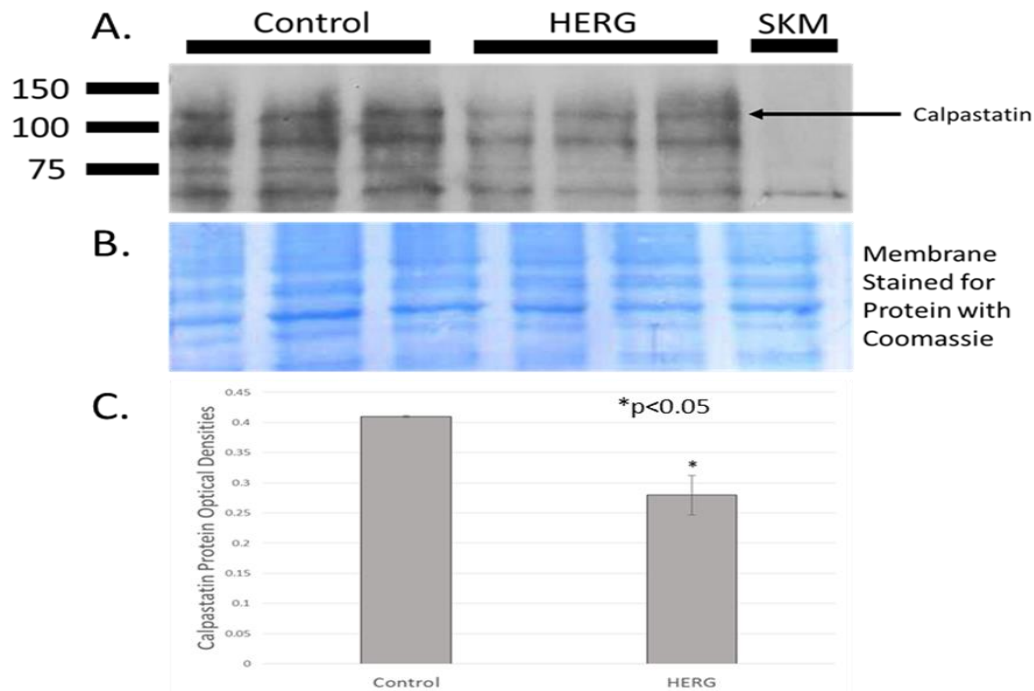 A.
Control
HERG
SKM
150
100
75
Calpastatin
B.
Membrane
Stained for
Protein with
Coomassie
C.
Calpastatin Protein Optical Densities
0.45
0.4
0.35
0.3
0.25
0.2
0.15
0.1
0.05
0
*p<0.05
*
Control
HERG